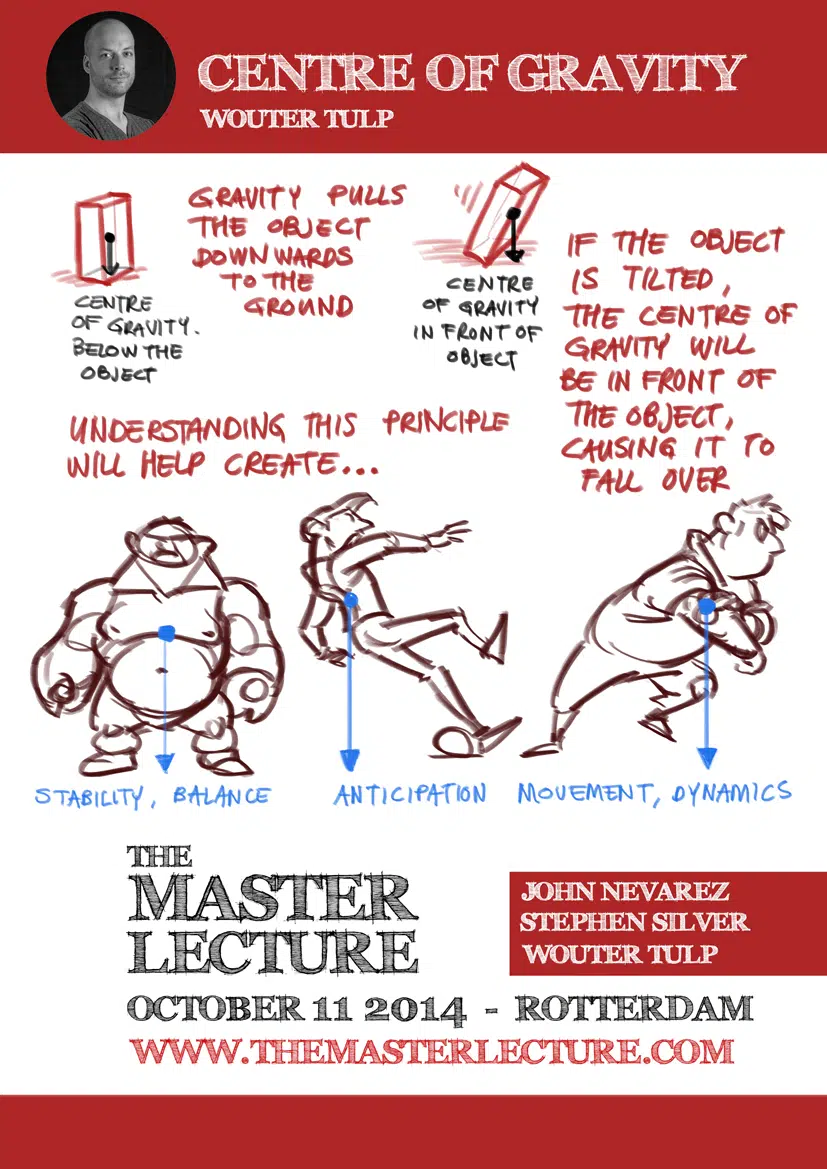 CENTRE OF GRAVITY
WOUTER TULP
GRAVITY PULLS
THE OBJECT
DOWNWARDS
TO THE
GROUND
CENTRE
OF GRAVITY.
BELOW THE
OBJECT
CENTRE
OF GRAVITY
IN FRONT OF
OBJECT
IF THE OBJECT
IS TILTED,
THE CENTRE OF
GRAVITY WILL
BE IN FRONT OF
THE OBJECT,
CAUSING IT TO
FALL OVER
UNDERSTANDING THIS PRINCIPLE
WILL HELP CREATE...
STABILITY, BALANCE
ANTICIPATION
MOVEMENT, DYNAMICS
THE
MASTER
LECTURE
JOHN NEVAREZ
STEPHEN SILVER
WOUTER TULP
OCTOBER 11 2014 - ROTTERDAM
WWW.THEMASTERLECTURE.COM